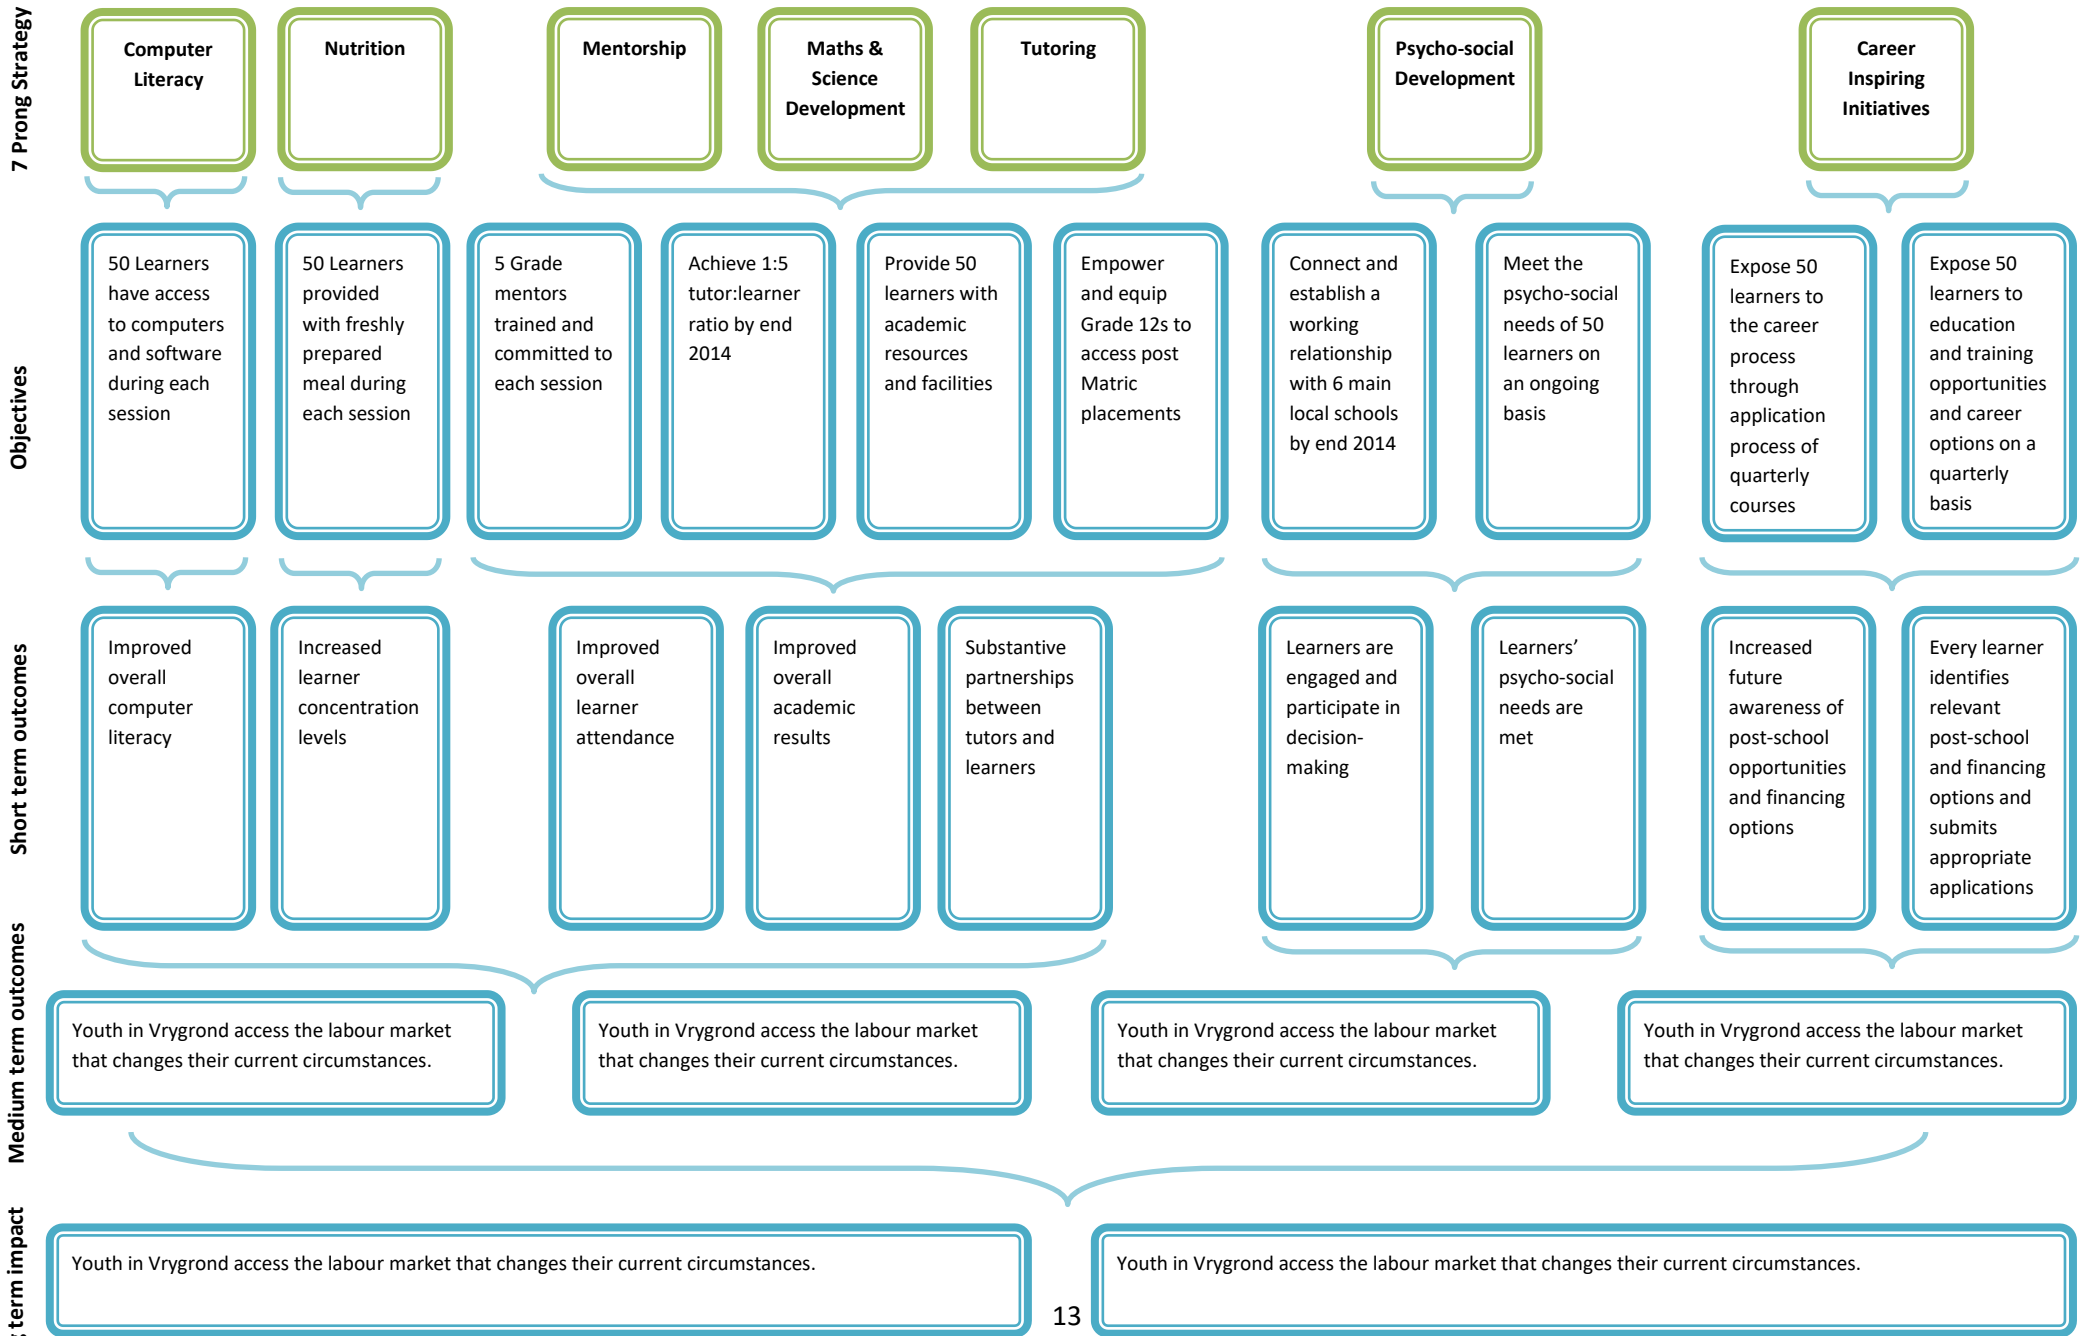 7 Prong Strategy
Computer
Literacy
Nutrition
Mentorship
Maths &
Science
Development
Tutoring
Psycho-social
Development
Career
Inspiring
Initiatives
Objectives
50 Learners
have access
to computers
and software
during each
session
50 Learners
provided
with freshly
prepared
meal during
each session
5 Grade
mentors
trained and
committed to
each session
Achieve 1:5
tutor:learner
ratio by end
2014
Provide 50
learners with
academic
resources
and facilities
Empower
and equip
Grade 12s to
access post
Matric
placements
Connect and
establish a
working
relationship
with 6 main
local schools
by end 2014
Meet the
psycho-social
needs of 50
learners on
an ongoing
basis
Expose 50
learners to
the career
process
through
application
process of
quarterly
courses
Expose 50
learners to
education
and training
opportunities
and career
options on a
quarterly
basis
Short term outcomes
Improved
overall
computer
literacy
Increased
learner
concentration
levels
Improved
overall
learner
attendance
Improved
overall
academic
results
Substantive
partnerships
between
tutors and
learners
Learners are
engaged and
participate in
decision-
making
Learners’
psycho-social
needs are
met
Increased
future
awareness of
post-school
opportunities
and financing
options
Every learner
identifies
relevant
post-school
and financing
options and
submits
appropriate
applications
Medium term outcomes
Youth in Vrygrond access the labour market
that changes their current circumstances.
Youth in Vrygrond access the labour market
that changes their current circumstances.
Youth in Vrygrond access the labour market
that changes their current circumstances.
Youth in Vrygrond access the labour market
that changes their current circumstances.
term impact
Youth in Vrygrond access the labour market that changes their current circumstances.
Youth in Vrygrond access the labour market that changes their current circumstances.
13